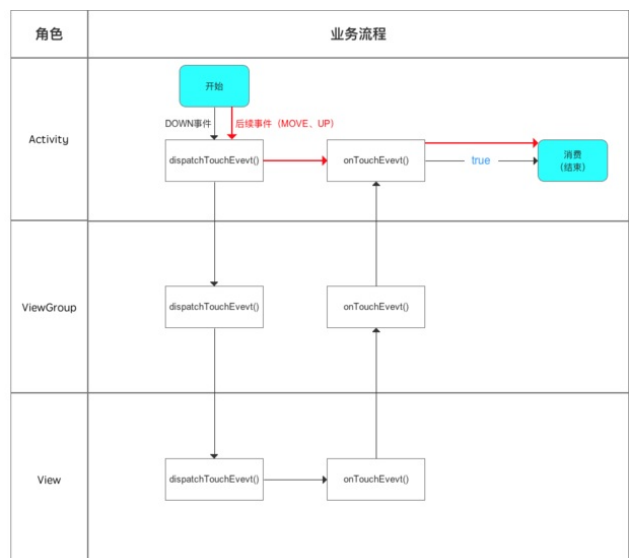 角色
业务流程
开始
DOWN事件
后续事件（MOVE、UP）
Activity
dispatchTouchEvevt()
onTouchEvevt()
true
消费
（结束）
ViewGroup
dispatchTouchEvevt()
onTouchEvevt()
View
dispatchTouchEvevt()
onTouchEvevt()